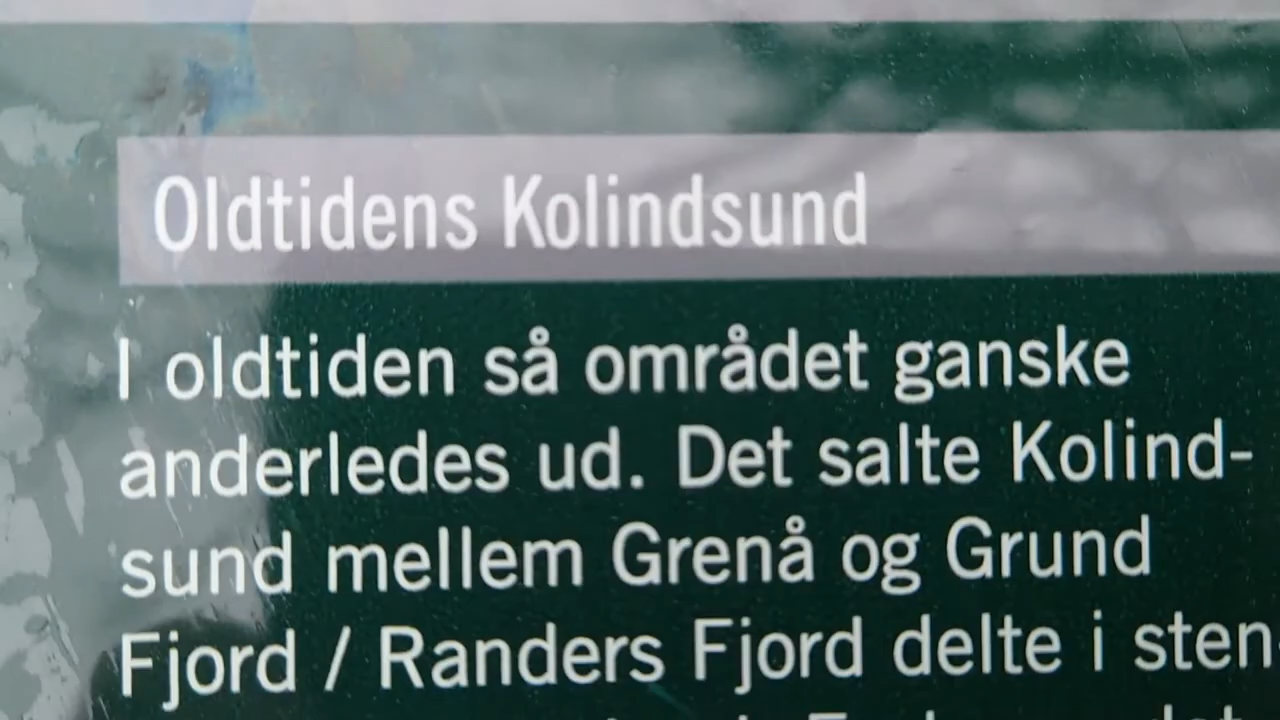 Oldtidens Kolindsund
I oldtiden så området ganske
anderledes ud. Det salte Kolind-
sund mellem Grenå og Grund
Fjord / Randers Fjord delte i sten-